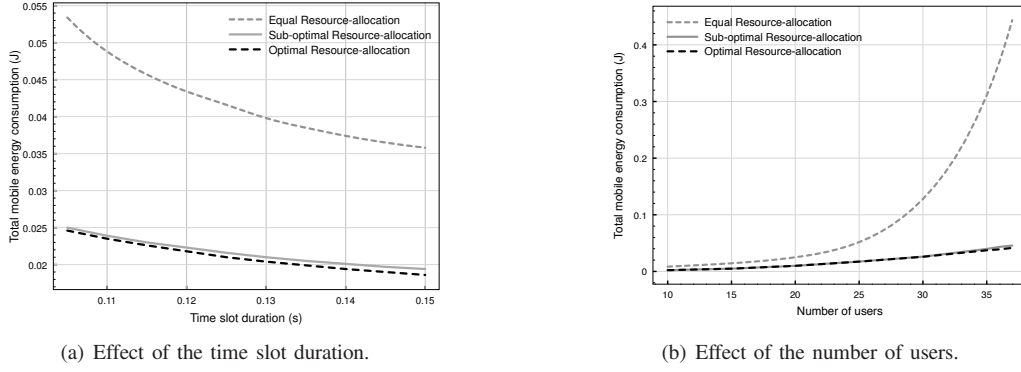 0.055
0.05
0.045
0.04
0.035
0.03
0.025
0.02
Total mobile energy consumption (J)
Equal Resource-allocation
Sub-optimal Resource-allocation
Optimal Resource-allocation
0.11 0.12 0.13 0.14 0.15
Time slot duration (s)
(a) Effect of the time slot duration.
0.4
0.3
0.2
0.1
0
Total mobile energy consumption (J)
Equal Resource-allocation
Sub-optimal Resource-allocation
Optimal Resource-allocation
10 15 20 25 30 35
Number of users
(b) Effect of the number of users.